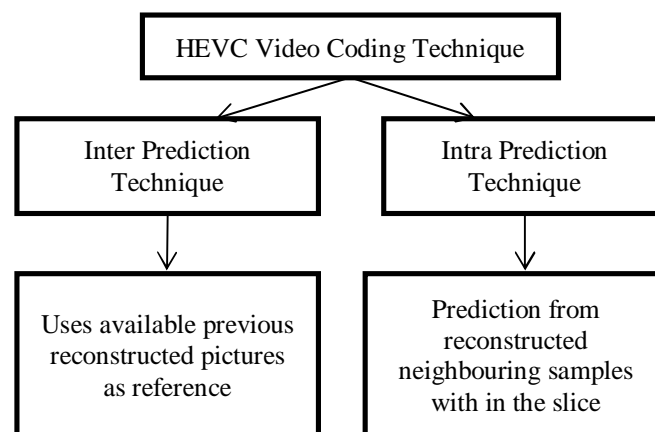 HEVC Video Coding Technique
Inter Prediction
Technique
Intra Prediction
Technique
Uses available previous
reconstructed pictures
as reference
Prediction from
reconstructed
neighbouring samples
with in the slice